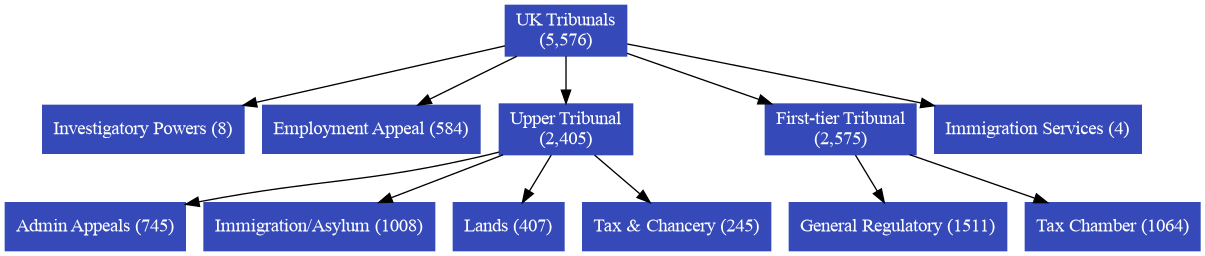 UK Tribunals
(5,576)
Investigatory Powers (8)
Employment Appeal (584)
Upper Tribunal
(2,405)
First-tier Tribunal
(2,575)
Immigration Services (4)
Admin Appeals (745)
Immigration/Asylum (1008)
Lands (407)
Tax & Chancery (245)
General Regulatory (1511)
Tax Chamber (1064)